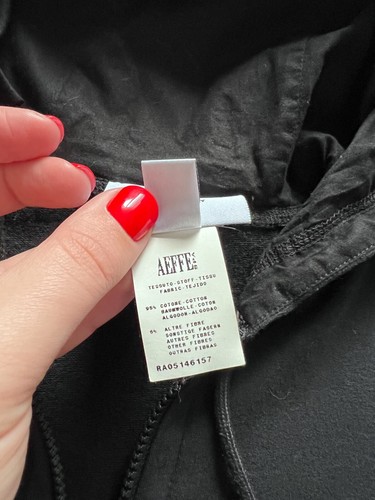 AEFFE
TESSUTO-STOFF-TISSU
FABRIC-TEJIDO
95% COTONE-COTTON
BAUMWOLLE-COTON
ALGODON-ALGODAO
5% ALTRE FIBRE
SONSTIGE FASERN
AUTRES FIBRES
OTHER FIBRES
OUTRAS FIBRAS
RA05146157